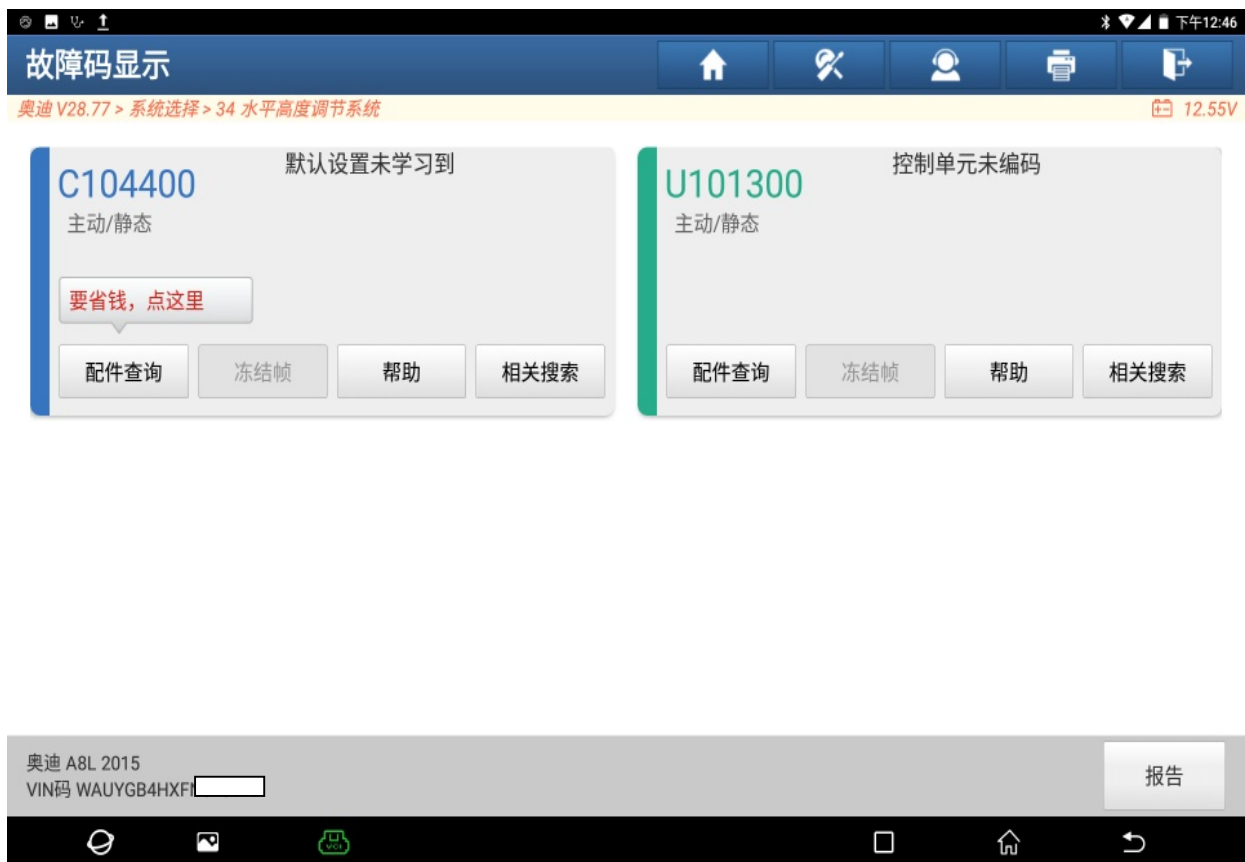 下午12:46
故障码显示
奥迪 V28.77 > 系统选择 > 34 水平高度调节系统
12.55V
C104400
默认设置未学习到
主动/静态
要省钱，点这里
配件查询
冻结帧
帮助
相关搜索
U101300
控制单元未编码
主动/静态
配件查询
冻结帧
帮助
相关搜索
奥迪 A8L 2015
VIN码 WAUYGB4HXF
报告
VCI